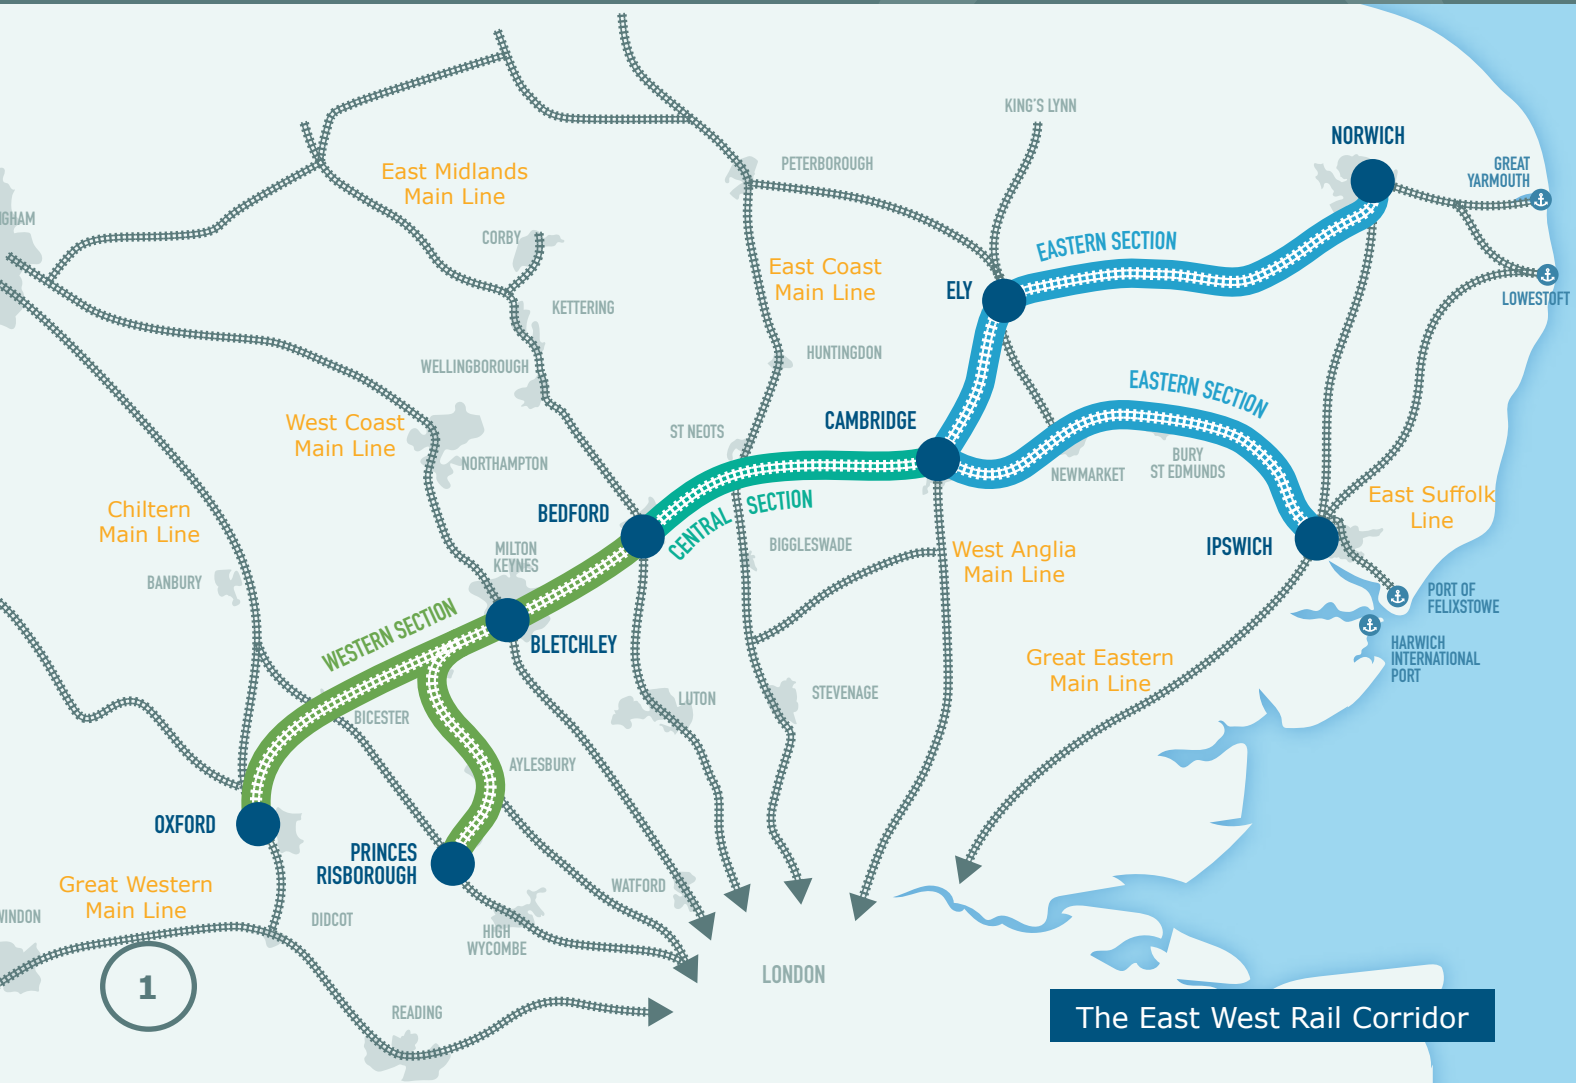 KING'S LYNN
NORWICH
GREAT
YARMOUTH
PETERBOROUGH
East Midlands
Main Line
GHAM
CORBY
EASTERN SECTION
East Coast
Main Line
ELY
LOWESTOFT
KETTERING
HUNTINGDON
WELLINGBOROUGH
EASTERN SECTION
West Coast
Main Line
CAMBRIDGE
ST NEOTS
NORTHAMPTON
BURY
ST EDMUNDS
NEWMARKET
East Suffolk
Line
Chiltern
Main Line
BEDFORD
CENTRAL SECTION
IPSWICH
BIGGLESWADE
MILTON
KEYNES
West Anglia
Main Line
BANBURY
PORT OF
FELIXSTOWE
WESTERN SECTION
BLETCHLEY
HARWICH
INTERNATIONAL
PORT
Great Eastern
Main Line
LUTON
STEVENAGE
BICESTER
AYLESBURY
OXFORD
PRINCES
RISBOROUGH
Great Western
Main Line
WATFORD
WINDON
DIDCOT
HIGH
WYCOMBE
LONDON
1
READING
The East West Rail Corridor